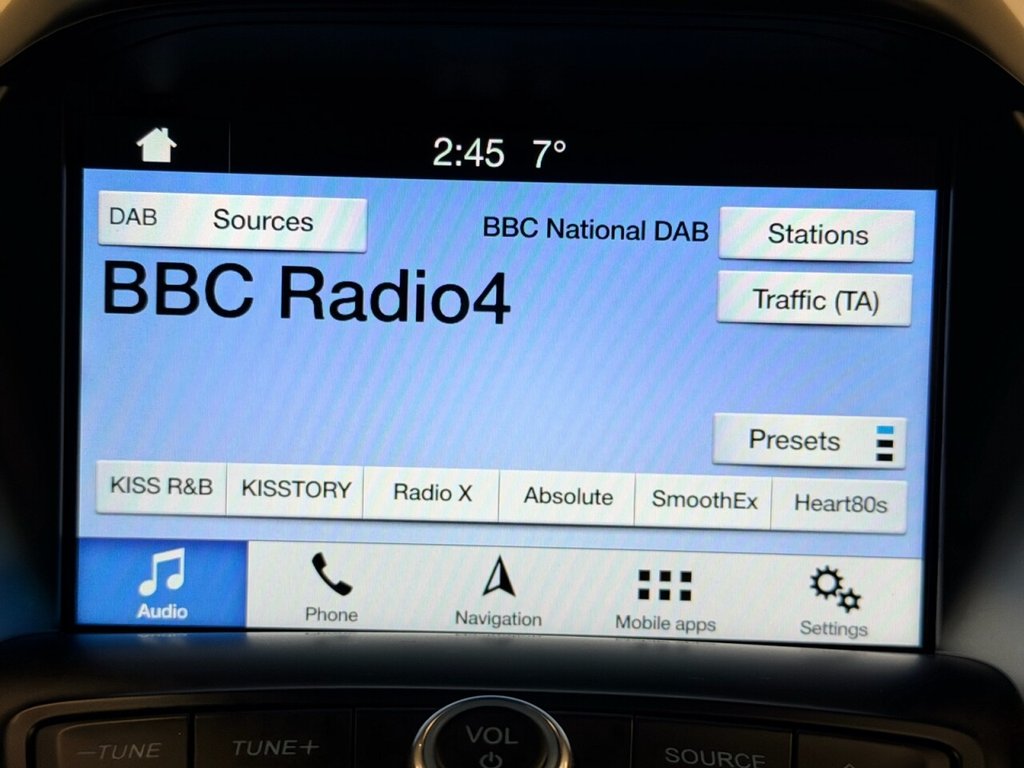 2:45 7°
DAB Sources
BBC National DAB
Stations
BBC Radio4
Traffic (TA)
Presets
KISS R&B KISSTORY Radio X Absolute SmoothEx Heart80s
Audio Phone Navigation Mobile apps Settings
−TUNE TUNE+ VOL SOURCE